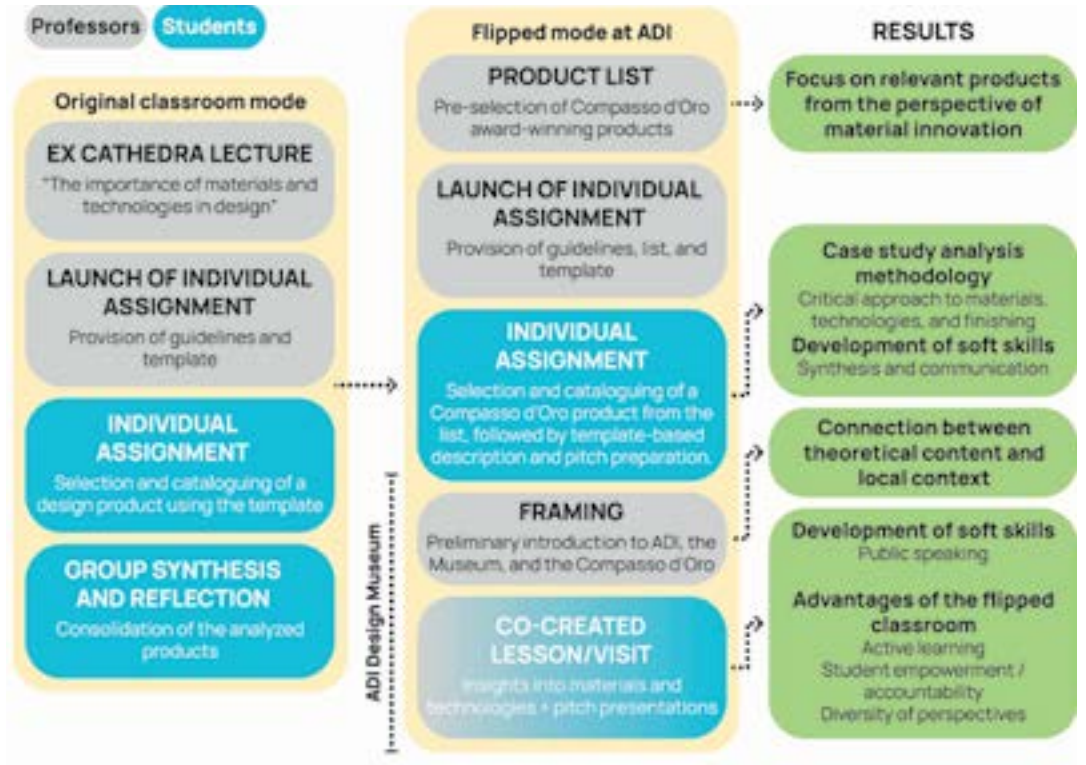 Professors
Students
Original classroom mode
EX CATHEDRA LECTURE
"The importance of materials and
technologies in design"
LAUNCH OF INDIVIDUAL
ASSIGNMENT
Provision of guidelines and
template
INDIVIDUAL
ASSIGNMENT
Selection and cataloguing of a
design product using the template
GROUP SYNTHESIS
AND REFLECTION
Consolidation of the analyzed
products
ADI Design Museum
Flipped mode at ADI
PRODUCT LIST
Pre-selection of Compasso d'Oro
award-winning products
LAUNCH OF INDIVIDUAL
ASSIGNMENT
Provision of guidelines, list, and
template
INDIVIDUAL
ASSIGNMENT
Selection and cataloguing of a
Compasso d'Oro product from the
list, followed by template-based
description and pitch preparation.
FRAMING
Preliminary introduction to ADI, the
Museum, and the Compasso d'Oro
CO-CREATED
LESSON/VISIT
Insights into materials and
technologies + pitch presentations
RESULTS
Focus on relevant products
from the perspective of
material innovation
Case study analysis
methodology
Critical approach to materials,
technologies, and finishing
Development of soft skills
Synthesis and communication
Connection between
theoretical content and
local context
Development of soft skills
Public speaking
Advantages of the flipped
classroom
Active learning
Student empowerment /
accountability
Diversity of perspectives